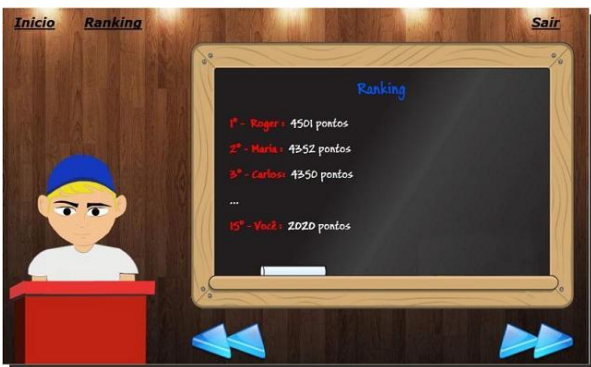 Inicio Ranking Sair
Ranking
1º - Roger : 4501 pontos
2º - Maria : 4352 pontos
3º - Carlos: 4350 pontos
...
15º - Você : 2020 pontos